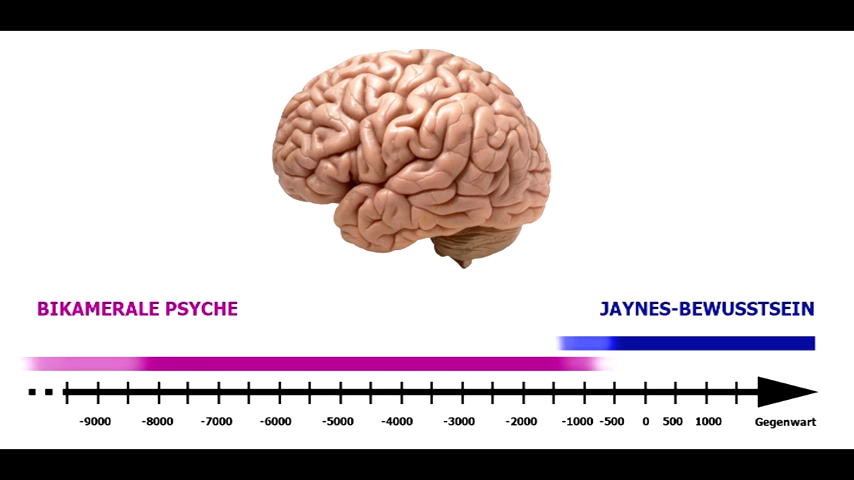 BIKAMERALE PSYCHE
JAYNES-BEWUSSTSEIN
-9000 -8000 -7000 -6000 -5000 -4000 -3000 -2000 -1000 -500 0 500 1000 Gegenwart